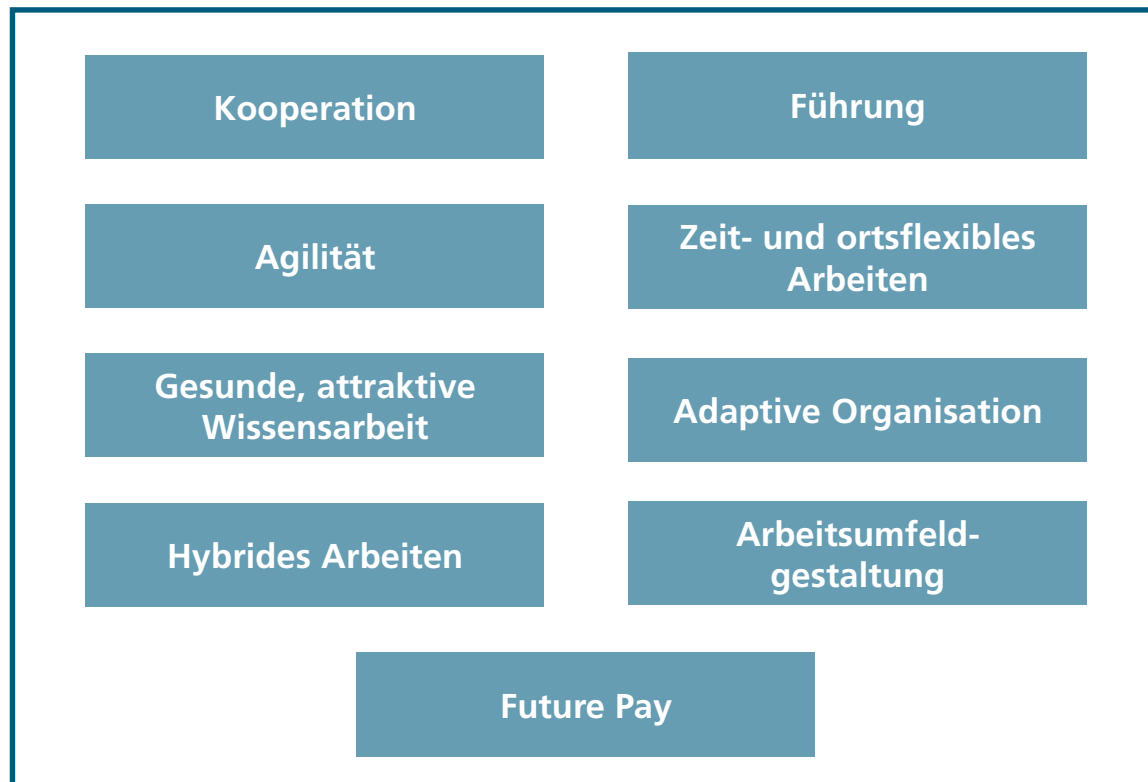 Kooperation
Führung
Agilität
Zeit- und ortsflexibles
Arbeiten
Gesunde, attraktive
Wissensarbeit
Adaptive Organisation
Hybrides Arbeiten
Arbeitsumfeld-
gestaltung
Future Pay